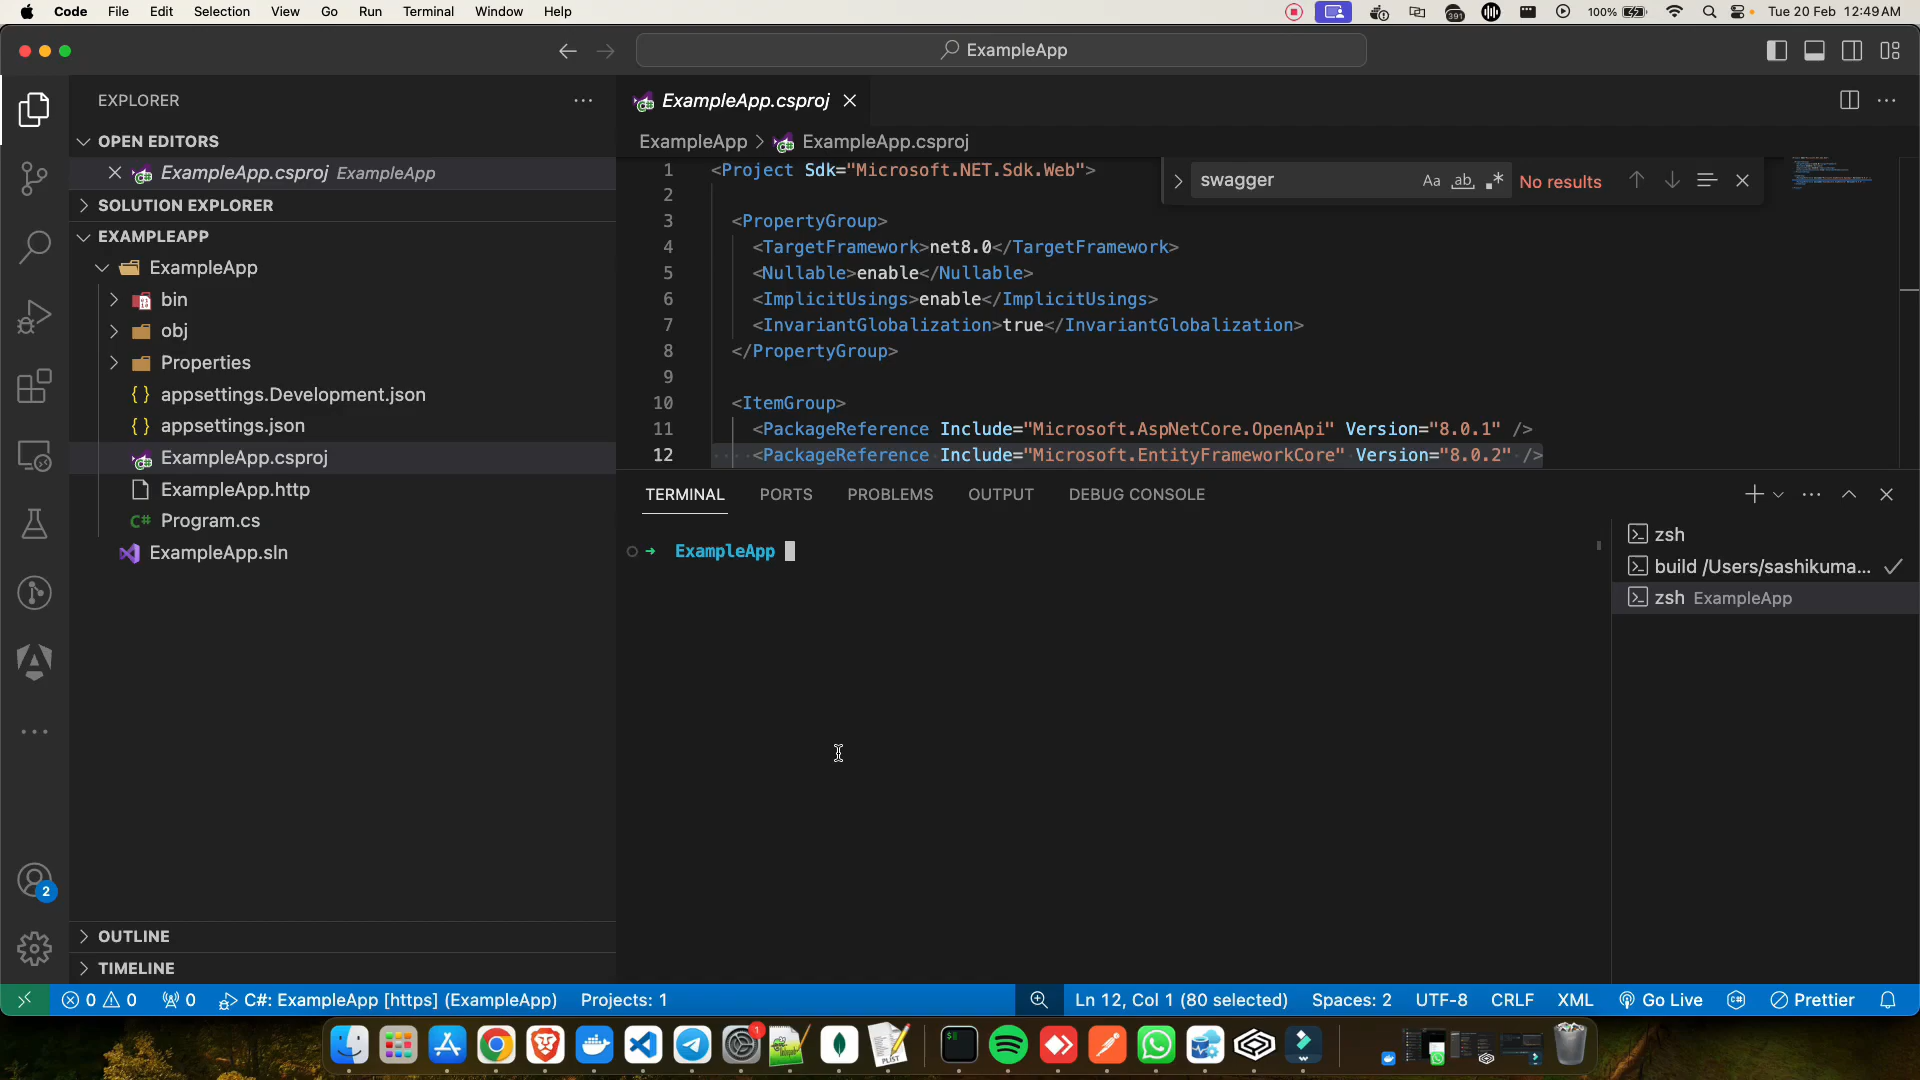 Code File Edit Selection View Go Run Terminal Window Help
391 100% Tue 20 Feb 12:49 AM
ExampleApp
EXPLORER
OPEN EDITORS
ExampleApp.csproj ExampleApp
SOLUTION EXPLORER
EXAMPLEAPP
ExampleApp
bin
obj
Properties
{} appsettings.Development.json
{} appsettings.json
ExampleApp.csproj
ExampleApp.http
C# Program.cs
ExampleApp.sln
OUTLINE
TIMELINE
2
ExampleApp.csproj
ExampleApp > ExampleApp.csproj
swagger Aa ab .* No results
1 <Project Sdk="Microsoft.NET.Sdk.Web">
2
3 <PropertyGroup>
4 <TargetFramework>net8.0</TargetFramework>
5 <Nullable>enable</Nullable>
6 <ImplicitUsings>enable</ImplicitUsings>
7 <InvariantGlobalization>true</InvariantGlobalization>
8 </PropertyGroup>
9
10 <ItemGroup>
11 <PackageReference Include="Microsoft.AspNetCore.OpenApi" Version="8.0.1" />
12 <PackageReference Include="Microsoft.EntityFrameworkCore" Version="8.0.2" />
TERMINAL PORTS PROBLEMS OUTPUT DEBUG CONSOLE
➜ ExampleApp
zsh
build /Users/sashikuma...
zsh ExampleApp
0 0 0 C#: ExampleApp [https] (ExampleApp) Projects: 1
Ln 12, Col 1 (80 selected) Spaces: 2 UTF-8 CRLF XML Go Live Prettier
1
PLIST